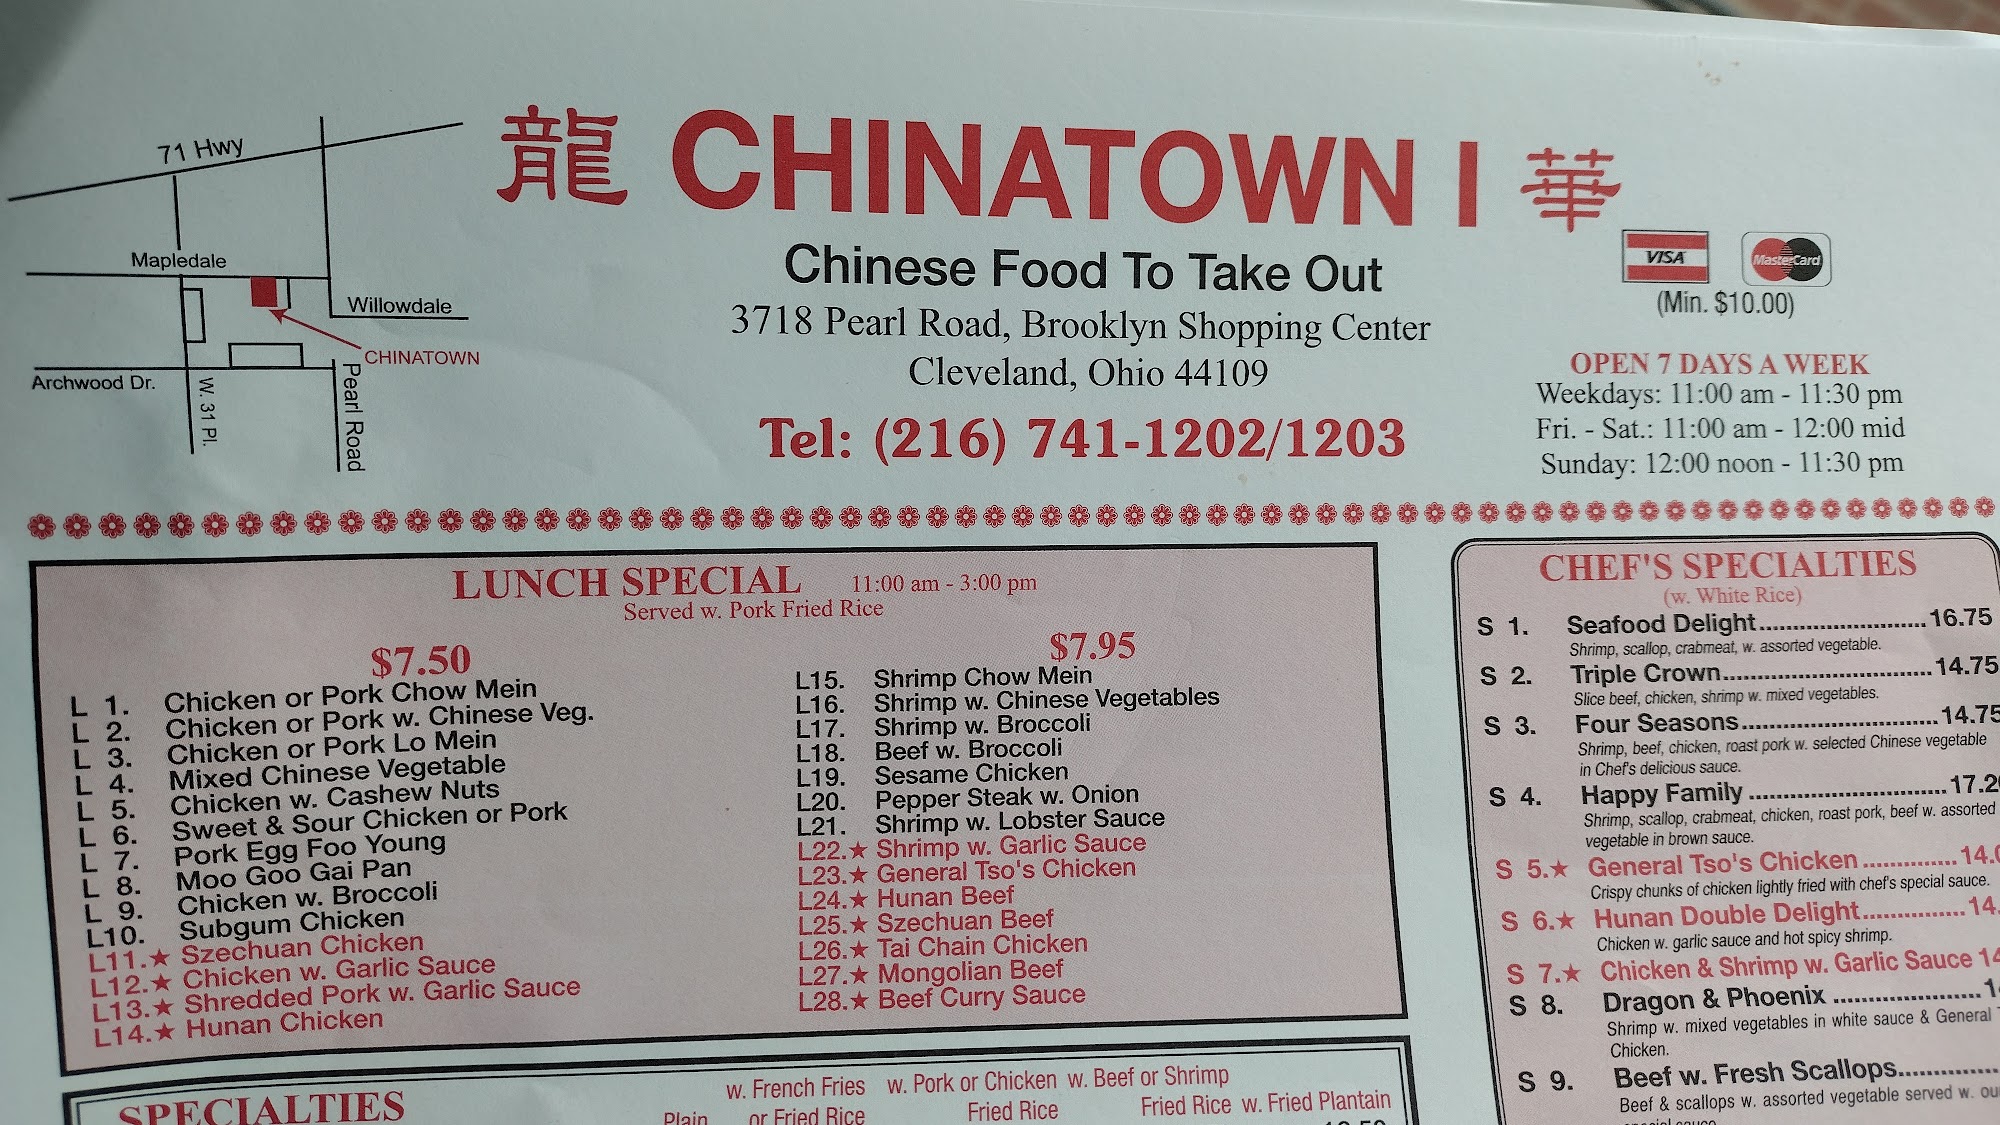 71 Hwy
Mapledale
Willowdale
CHINATOWN
Archwood Dr.
W. 31 Pl.
Pearl Road
龍 CHINATOWN I 華
Chinese Food To Take Out
3718 Pearl Road, Brooklyn Shopping Center
Cleveland, Ohio 44109
Tel: (216) 741-1202/1203
VISA MasterCard
(Min. $10.00)
OPEN 7 DAYS A WEEK
Weekdays: 11:00 am - 11:30 pm
Fri. - Sat.: 11:00 am - 12:00 mid
Sunday: 12:00 noon - 11:30 pm
LUNCH SPECIAL 11:00 am - 3:00 pm
Served w. Pork Fried Rice
$7.50
L 1. Chicken or Pork Chow Mein
L 2. Chicken or Pork w. Chinese Veg.
L 3. Chicken or Pork Lo Mein
L 4. Mixed Chinese Vegetable
L 5. Chicken w. Cashew Nuts
L 6. Sweet & Sour Chicken or Pork
L 7. Pork Egg Foo Young
L 8. Moo Goo Gai Pan
L 9. Chicken w. Broccoli
L10. Subgum Chicken
L11.★ Szechuan Chicken
L12.★ Chicken w. Garlic Sauce
L13.★ Shredded Pork w. Garlic Sauce
L14.★ Hunan Chicken
$7.95
L15. Shrimp Chow Mein
L16. Shrimp w. Chinese Vegetables
L17. Shrimp w. Broccoli
L18. Beef w. Broccoli
L19. Sesame Chicken
L20. Pepper Steak w. Onion
L21. Shrimp w. Lobster Sauce
L22.★ Shrimp w. Garlic Sauce
L23.★ General Tso's Chicken
L24.★ Hunan Beef
L25.★ Szechuan Beef
L26.★ Tai Chain Chicken
L27.★ Mongolian Beef
L28.★ Beef Curry Sauce
CHEF'S SPECIALTIES
(w. White Rice)
S 1. Seafood Delight........................16.75
Shrimp, scallop, crabmeat, w. assorted vegetable.
S 2. Triple Crown..............................14.75
Slice beef, chicken, shrimp w. mixed vegetables.
S 3. Four Seasons............................14.75
Shrimp, beef, chicken, roast pork w. selected Chinese vegetable
in Chef's delicious sauce.
S 4. Happy Family............................17.2
Shrimp, scallop, crabmeat, chicken, roast pork, beef w. assorted
vegetable in brown sauce.
S 5.★ General Tso's Chicken..............14.0
Crispy chunks of chicken lightly fried with chef's special sauce.
S 6.★ Hunan Double Delight...............14.
Chicken w. garlic sauce and hot spicy shrimp.
S 7.★ Chicken & Shrimp w. Garlic Sauce 14
S 8. Dragon & Phoenix......................1
Shrimp w. mixed vegetables in white sauce & General
Chicken.
S 9. Beef w. Fresh Scallops...............
Beef & scallops w. assorted vegetable served w.
SPECIALTIES
Plain
w. French Fries
or Fried Rice
w. Pork or Chicken
Fried Rice
w. Beef or Shrimp
Fried Rice
w. Fried Plantain